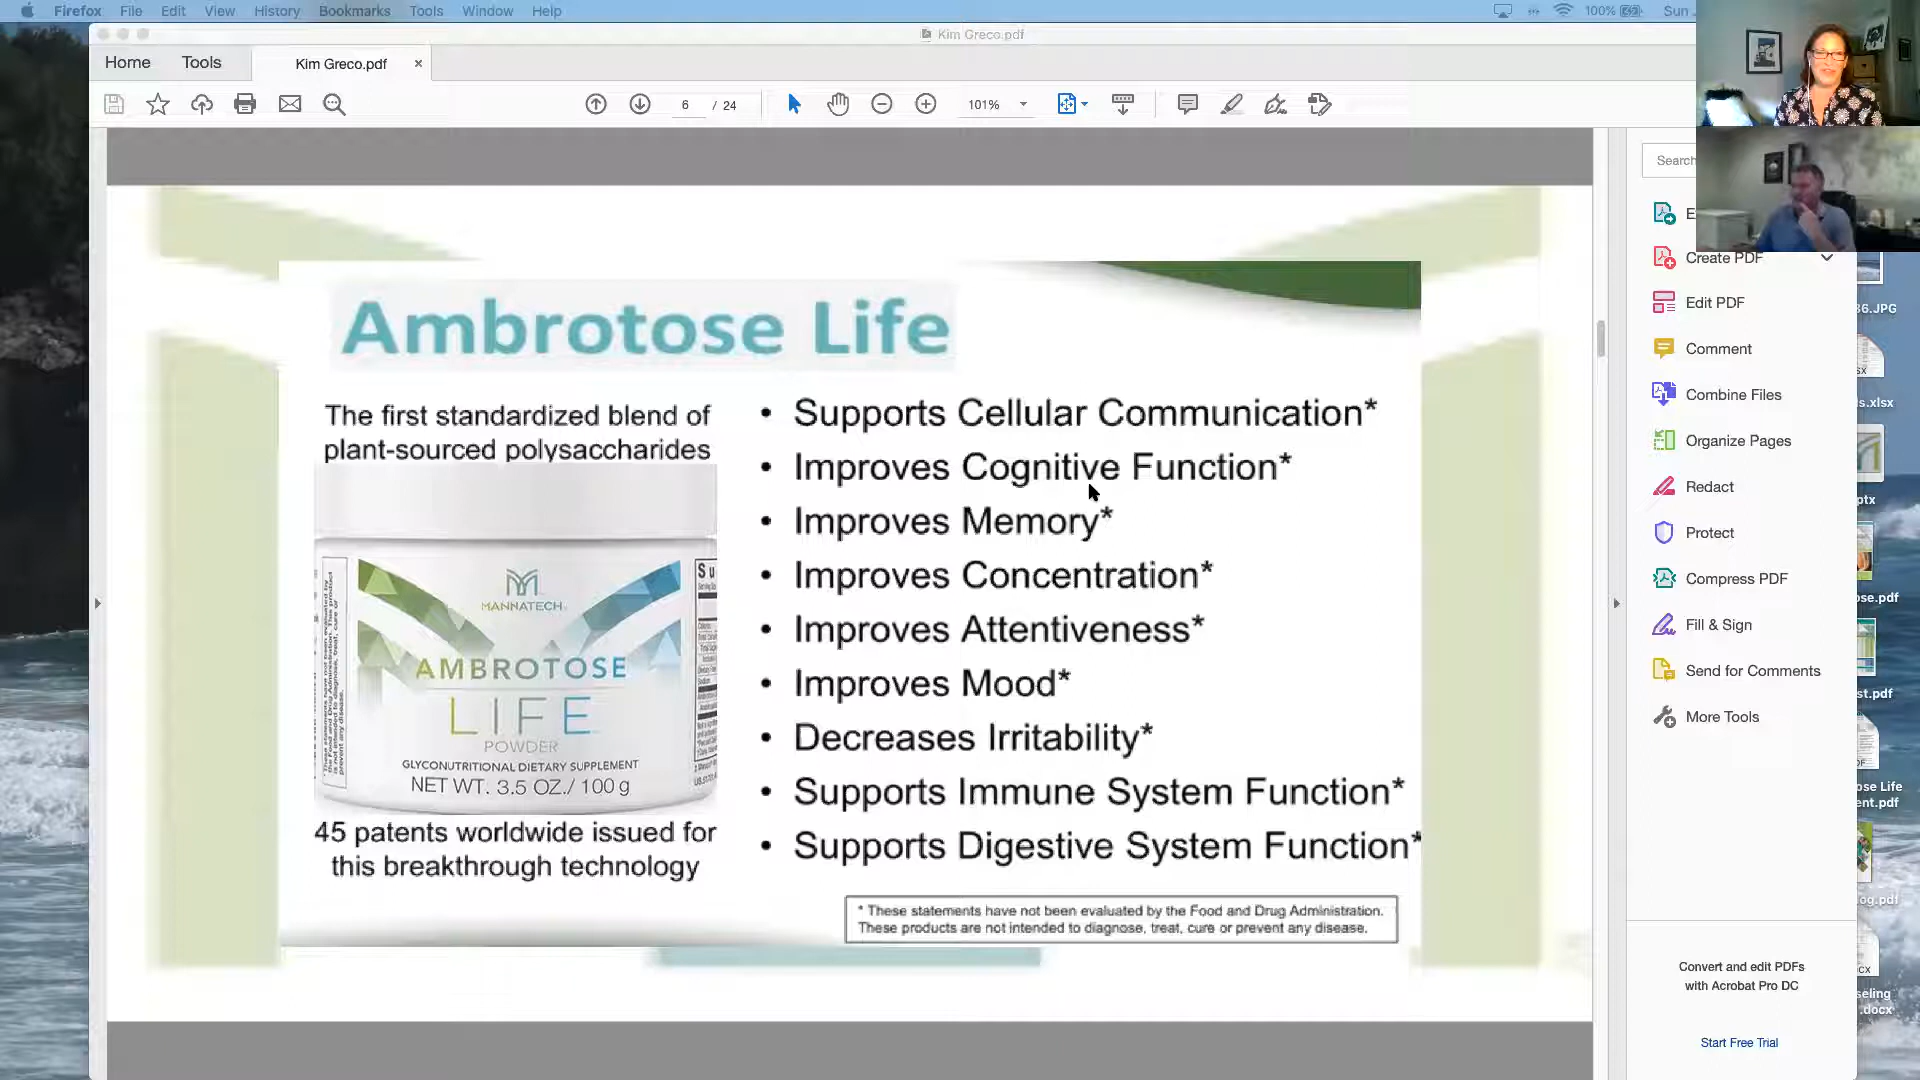 Firefox File Edit View History Bookmarks Tools Window Help
100% Sun
Kim Greco.pdf
Home Tools Kim Greco.pdf ×
6 / 24 101%
Search
Create PDF
Edit PDF
Comment
Combine Files
Organize Pages
Redact
Protect
Compress PDF
Fill & Sign
Send for Comments
More Tools
Convert and edit PDFs
with Acrobat Pro DC
Start Free Trial
Ambrotose Life
The first standardized blend of
plant-sourced polysaccharides
MANNATECH
AMBROTOSE
LIFE
POWDER
GLYCONUTRITIONAL DIETARY SUPPLEMENT
NET WT. 3.5 OZ./ 100 g
45 patents worldwide issued for
this breakthrough technology
• Supports Cellular Communication*
• Improves Cognitive Function*
• Improves Memory*
• Improves Concentration*
• Improves Attentiveness*
• Improves Mood*
• Decreases Irritability*
• Supports Immune System Function*
• Supports Digestive System Function*
* These statements have not been evaluated by the Food and Drug Administration.
These products are not intended to diagnose, treat, cure or prevent any disease.
36.JPG
.xlsx
ptx
ose.pdf
st.pdf
ose Life
ent.pdf
og.pdf
seling
.docx